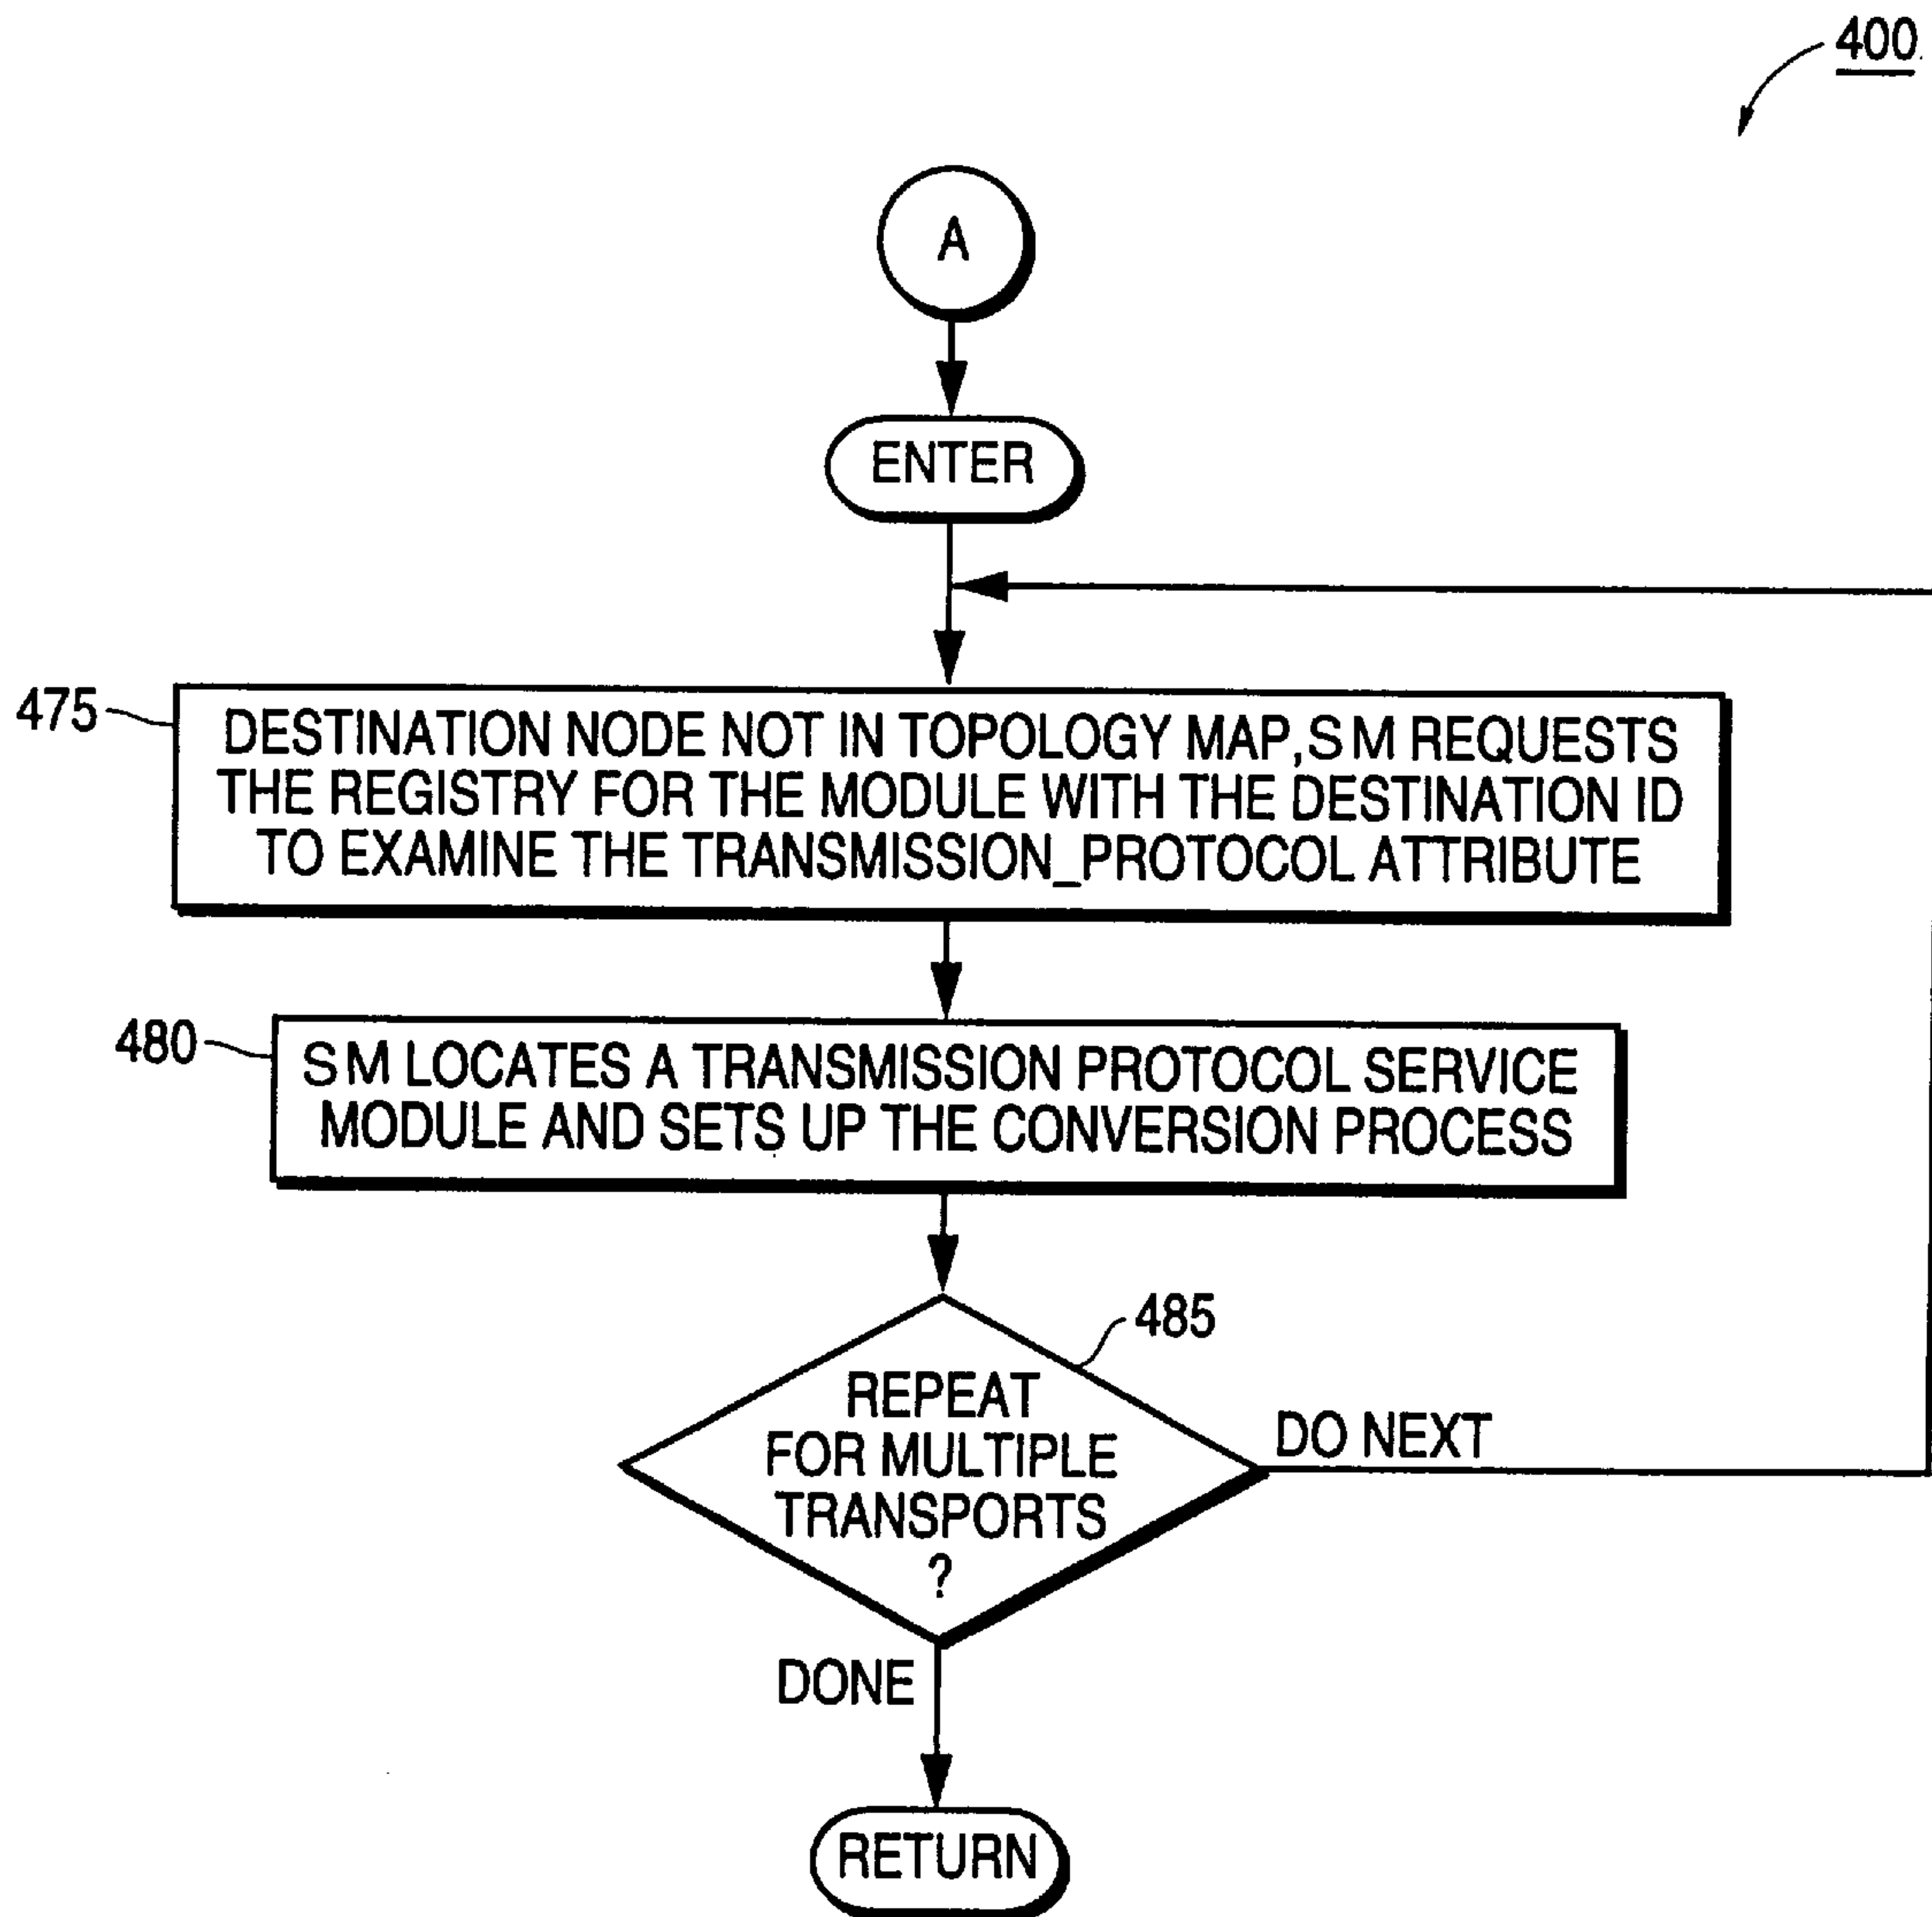 400
A
ENTER
475
DESTINATION NODE NOT IN TOPOLOGY MAP,SM REQUESTS
THE REGISTRY FOR THE MODULE WITH THE DESTINATION ID
TO EXAMINE THE TRANSMISSION_PROTOCOL ATTRIBUTE
480
SM LOCATES A TRANSMISSION PROTOCOL SERVICE
MODULE AND SETS UP THE CONVERSION PROCESS
485
REPEAT
FOR MULTIPLE
TRANSPORTS
?
DO NEXT
DONE
RETURN